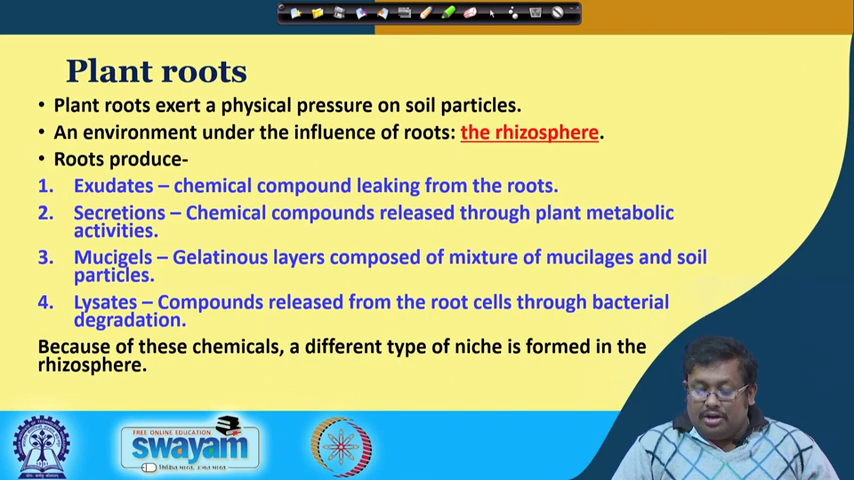 Plant roots
• Plant roots exert a physical pressure on soil particles.
• An environment under the influence of roots: the rhizosphere.
• Roots produce-
1. Exudates – chemical compound leaking from the roots.
2. Secretions – Chemical compounds released through plant metabolic
activities.
3. Mucigels – Gelatinous layers composed of mixture of mucilages and soil
particles.
4. Lysates – Compounds released from the root cells through bacterial
degradation.
Because of these chemicals, a different type of niche is formed in the
rhizosphere.
FREE ONLINE EDUCATION
swayam